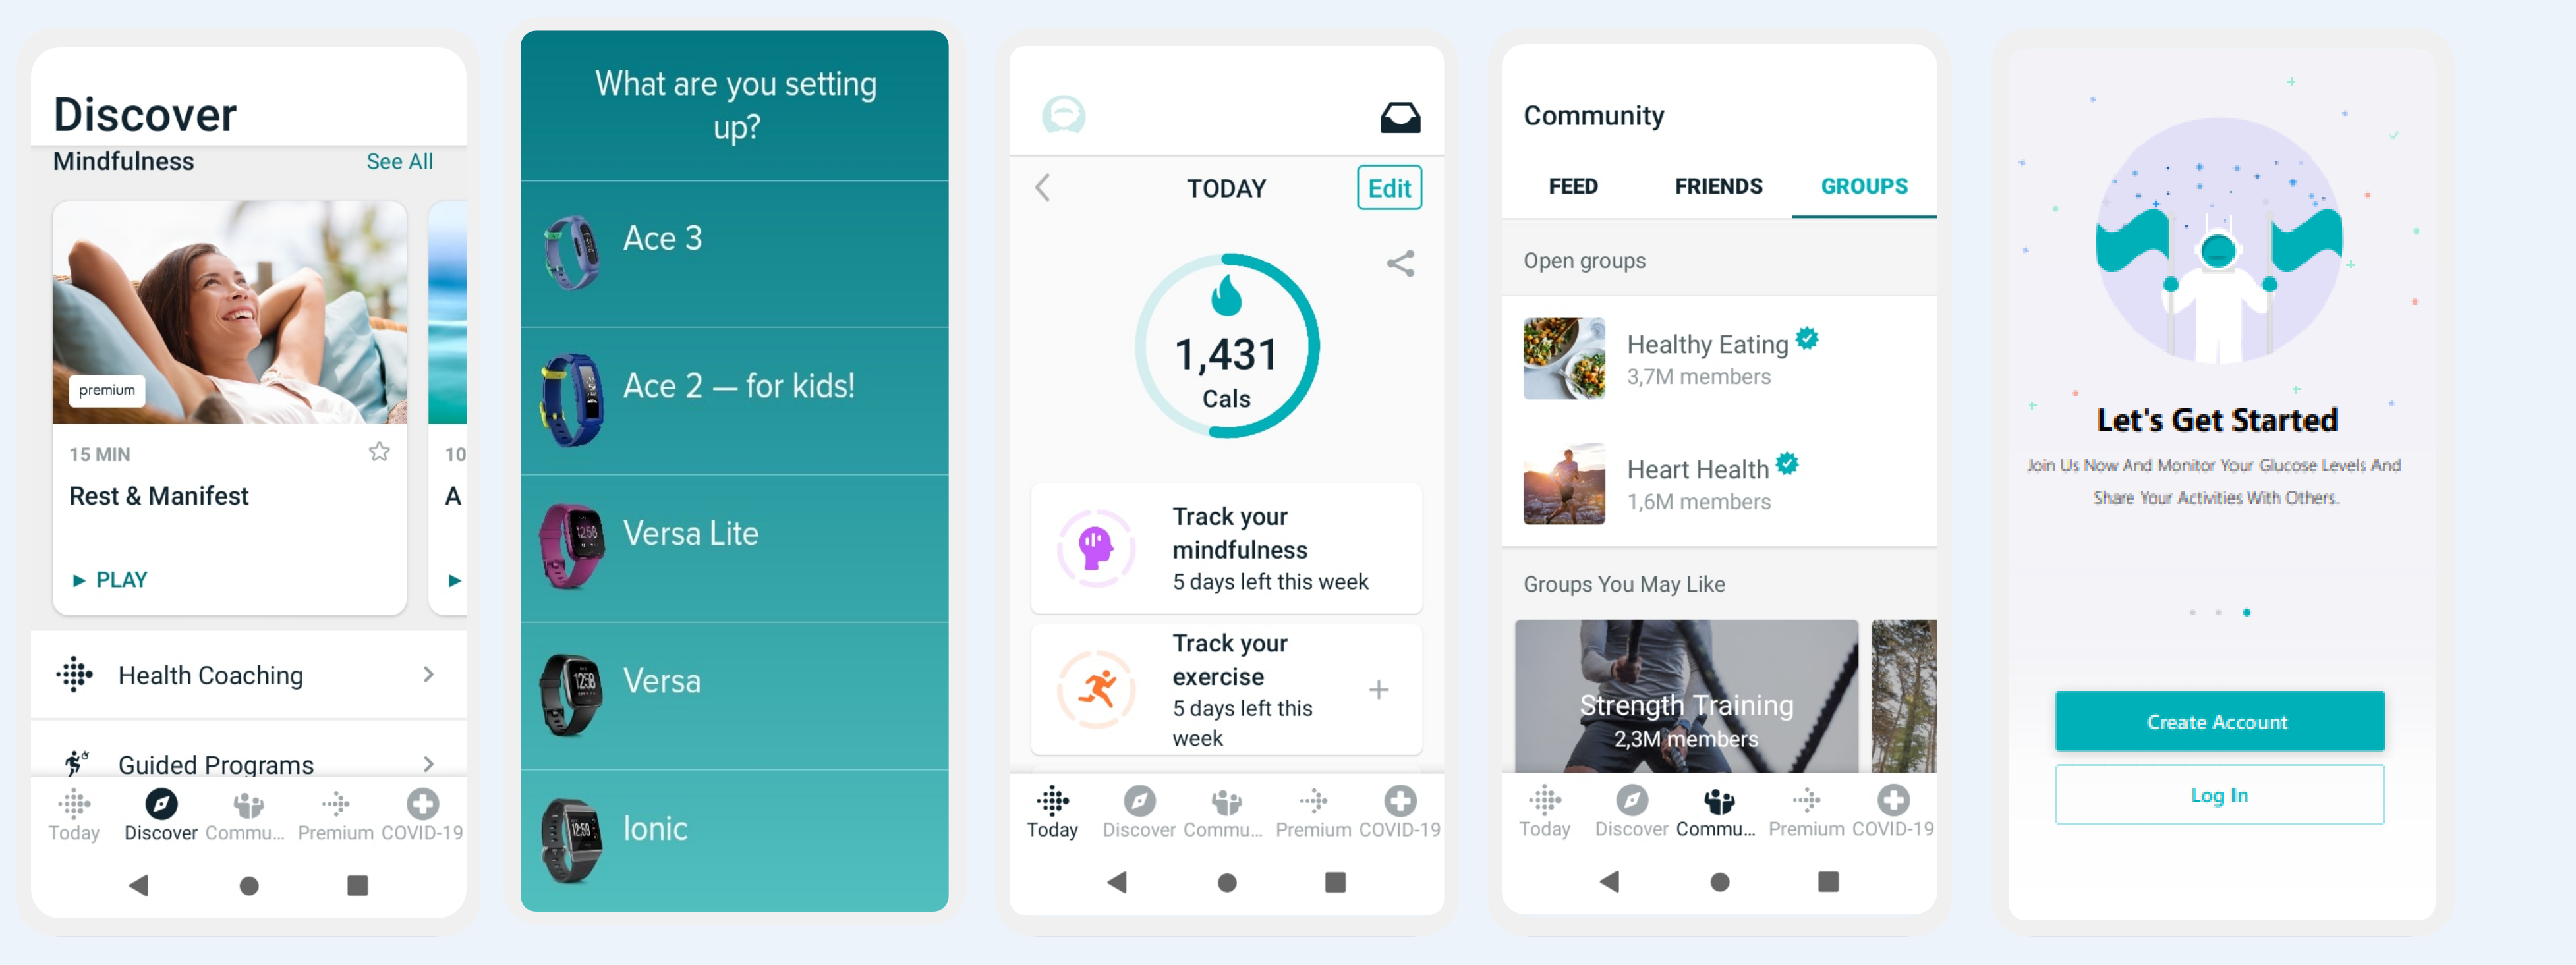 Discover
Mindfulness
See All
premium
15 MIN
Rest & Manifest
PLAY
10
A
Health Coaching
Guided Programs
Today
Discover
Commu...
Premium
COVID-19
What are you setting
up?
Ace 3
Ace 2 — for kids!
Versa Lite
12:58
Versa
12:58
Ionic
12:58
TODAY
Edit
1,431
Cals
Track your
mindfulness
5 days left this week
Track your
exercise
5 days left this
week
Today
Discover
Commu...
Premium
COVID-19
Community
FEED
FRIENDS
GROUPS
Open groups
Healthy Eating
3,7M members
Heart Health
1,6M members
Groups You May Like
Strength Training
2,3M members
Today
Discover
Commu...
Premium
COVID-19
Let's Get Started
Join Us Now And Monitor Your Glucose Levels And
Share Your Activities With Others.
Create Account
Log In